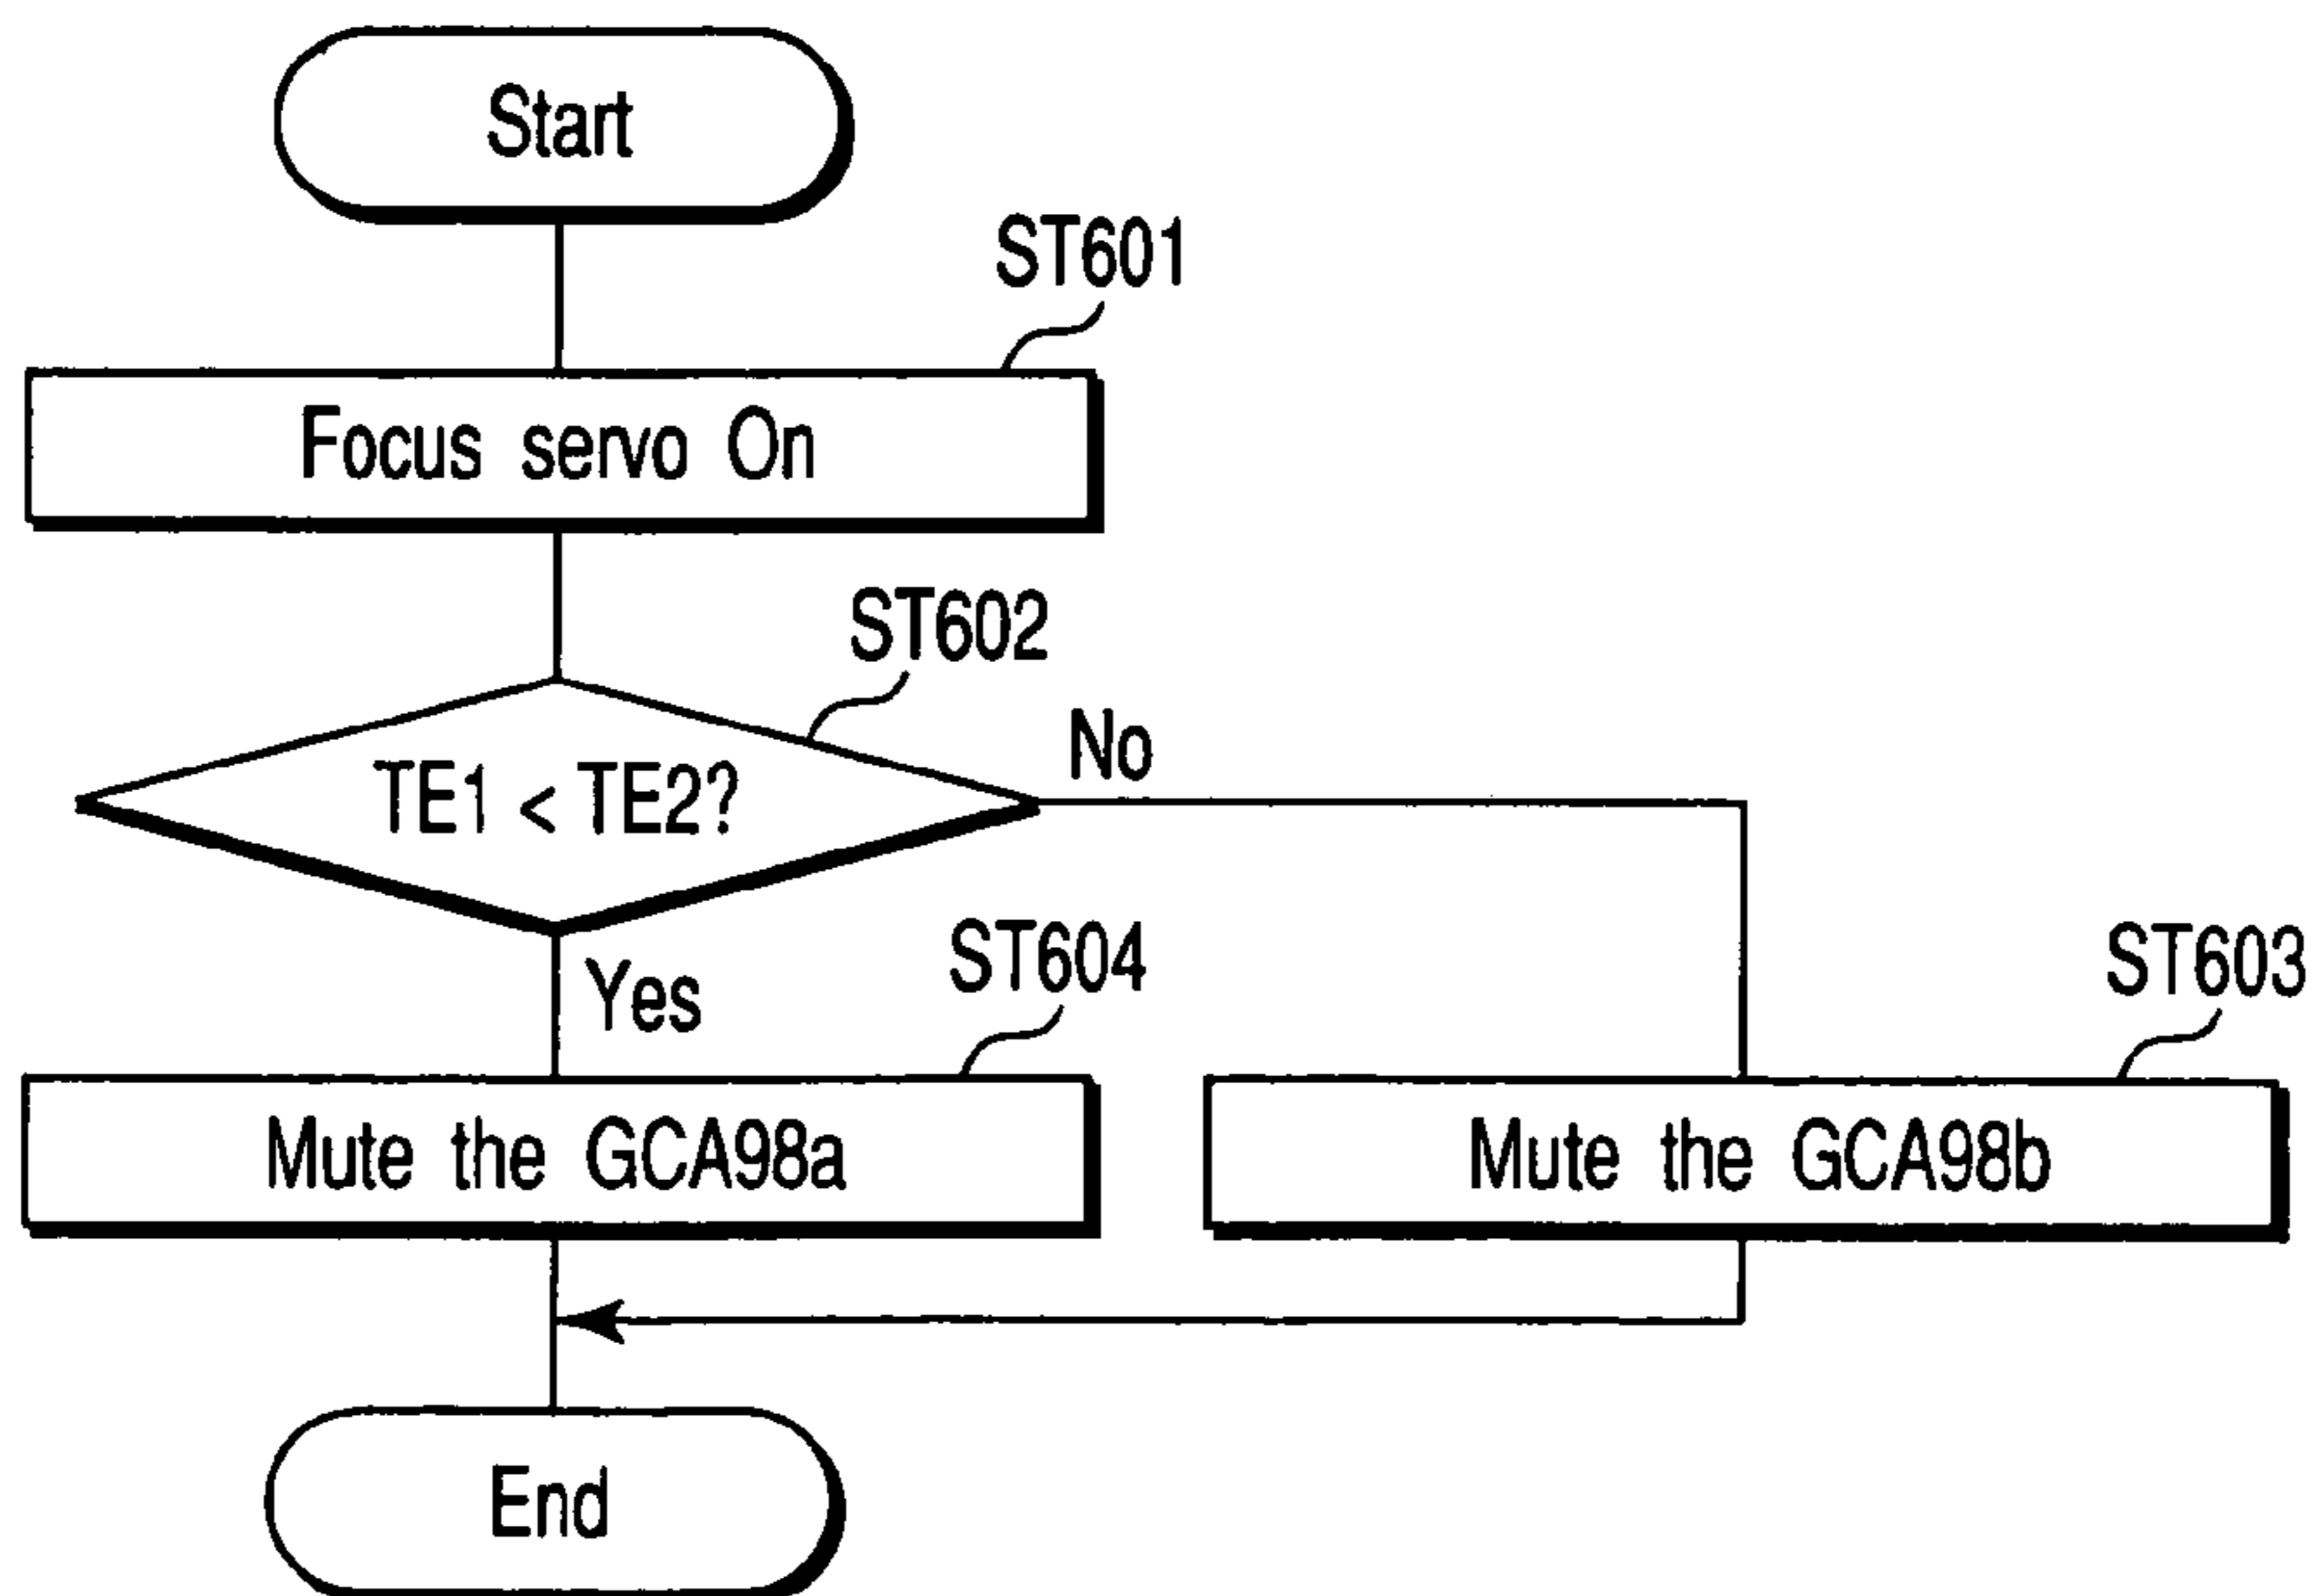 Start
ST601
Focus servo On
ST602
TE1 < TE2?
No
Yes
ST604
Mute the GCA98a
ST603
Mute the GCA98b
End